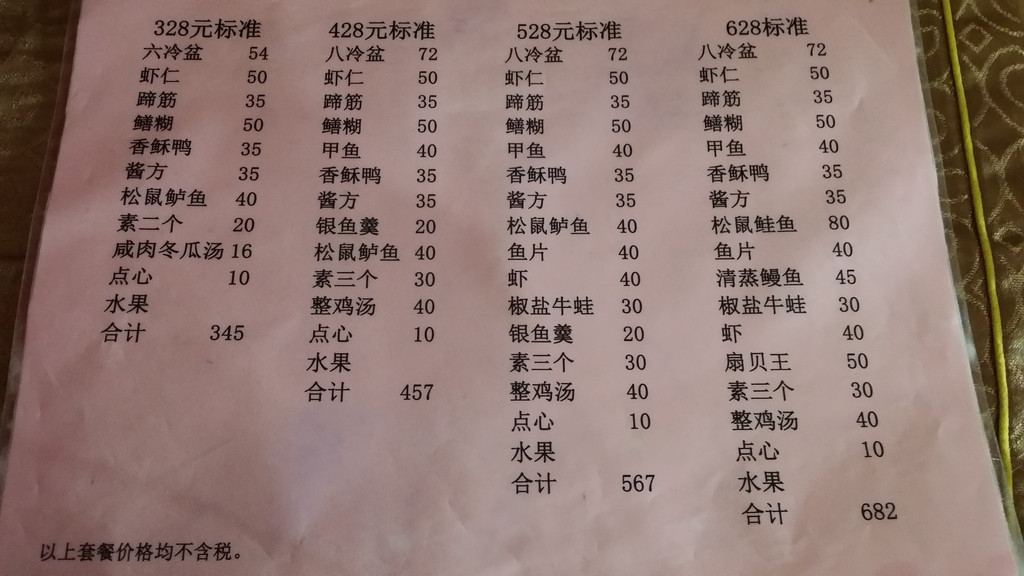 328元标准
六冷盆 54
虾仁 50
蹄筋 35
鳝糊 50
香稣鸭 35
酱方 35
松鼠鲈鱼 40
素二个 20
咸肉冬瓜汤 16
点心 10
水果
合计 345
428元标准
八冷盆 72
虾仁 50
蹄筋 35
鳝糊 50
甲鱼 40
香稣鸭 35
酱方 35
银鱼羹 20
松鼠鲈鱼 40
素三个 30
整鸡汤 40
点心 10
水果
合计 457
528元标准
八冷盆 72
虾仁 50
蹄筋 35
鳝糊 50
甲鱼 40
香稣鸭 35
酱方 35
松鼠鲈鱼 40
鱼片 40
虾 40
椒盐牛蛙 30
银鱼羹 20
素三个 30
整鸡汤 40
点心 10
水果
合计 567
628元标准
八冷盆 72
虾仁 50
蹄筋 35
鳝糊 50
甲鱼 40
香稣鸭 35
酱方 35
松鼠鲑鱼 80
鱼片 40
清蒸鳗鱼 45
椒盐牛蛙 30
虾 40
扇贝王 50
素三个 30
整鸡汤 40
点心 10
水果
合计 682
以上套餐价格均不含税。